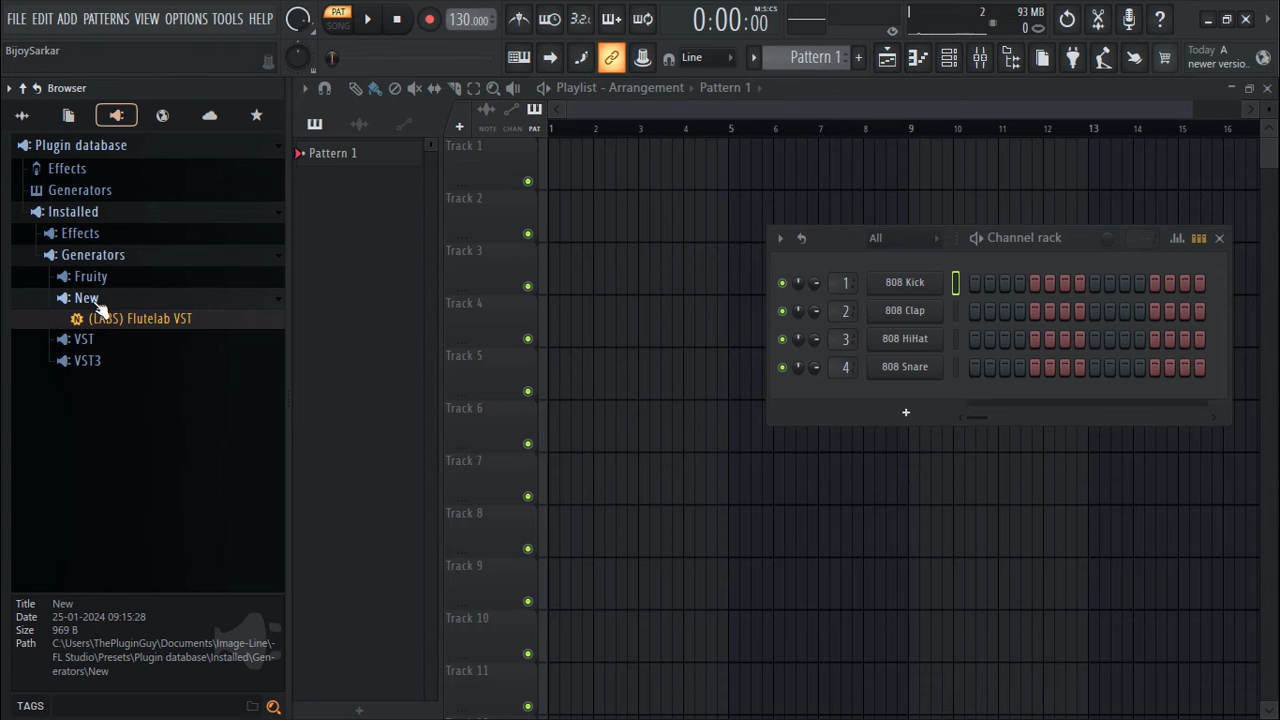 FILE EDIT ADD PATTERNS VIEW OPTIONS TOOLS HELP
PAT
SONG
130.000
3.2.
0:00:00
M:S:CS
2
93 MB
0
BijoySarkar
Line
Pattern 1
Today A
newer versio..
Browser
Playlist - Arrangement
Pattern 1
NOTE CHAN PAT
1 2 3 4 5 6 7 8 9 10 11 12 13 14 15 16
Plugin database
Effects
Generators
Installed
Effects
Generators
Fruity
New
(LABS) Flutelab VST
VST
VST3
Pattern 1
Track 1
Track 2
Track 3
Track 4
Track 5
Track 6
Track 7
Track 8
Track 9
Track 10
Track 11
All
Channel rack
1 808 Kick
2 808 Clap
3 808 HiHat
4 808 Snare
Title New
Date 25-01-2024 09:15:28
Size 969 B
Path C:\Users\ThePluginGuy\Documents\Image-Line\-
FL Studio\Presets\Plugin database\Installed\Gen-
erators\New
TAGS